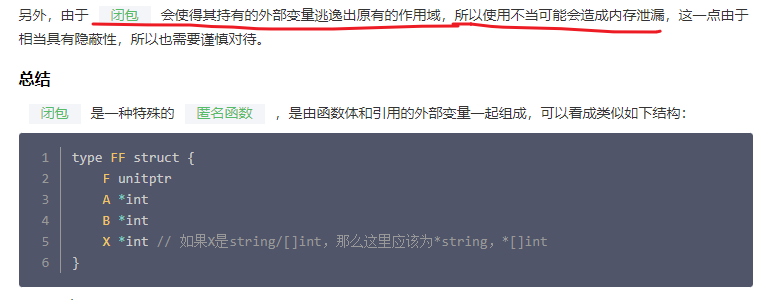 另外，由于 闭包 会使得其持有的外部变量逃逸出原有的作用域，所以使用不当可能会造成内存泄漏，这一点由于
相当具有隐蔽性，所以也需要谨慎对待。
总结
闭包 是一种特殊的 匿名函数 ，是由函数体和引用的外部变量一起组成，可以看成类似如下结构：
1 type FF struct {
2 F unitptr
3 A *int
4 B *int
5 X *int // 如果X是string/[]int，那么这里应该为*string，*[]int
6 }